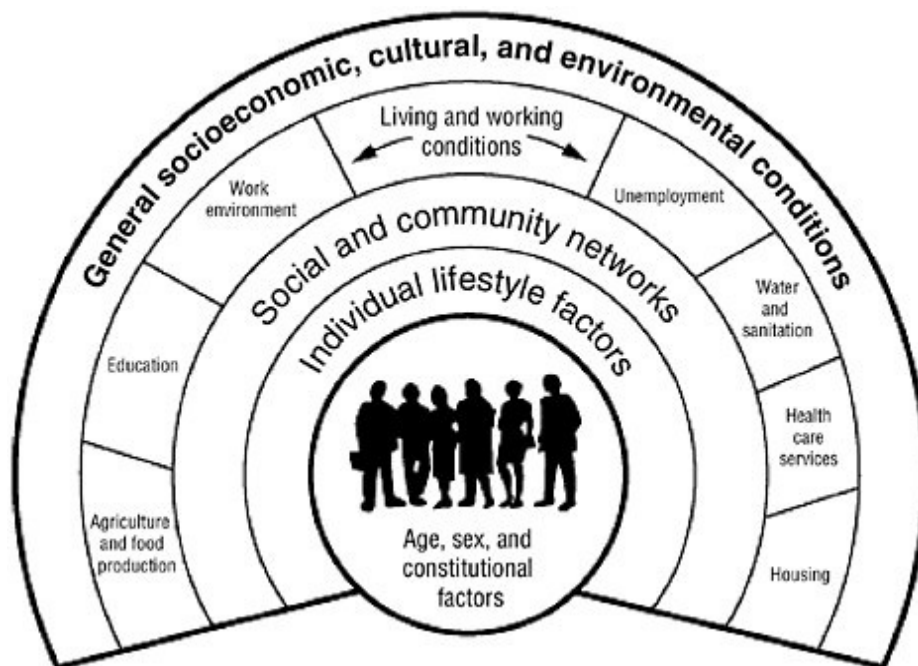 General socioeconomic, cultural, and environmental conditions
Living and working
conditions
Work
environment
Unemployment
Social and community networks
Individual lifestyle factors
Education
Water
and
sanitation
Agriculture
and food
production
Health
care
services
Housing
Age, sex, and
constitutional
factors